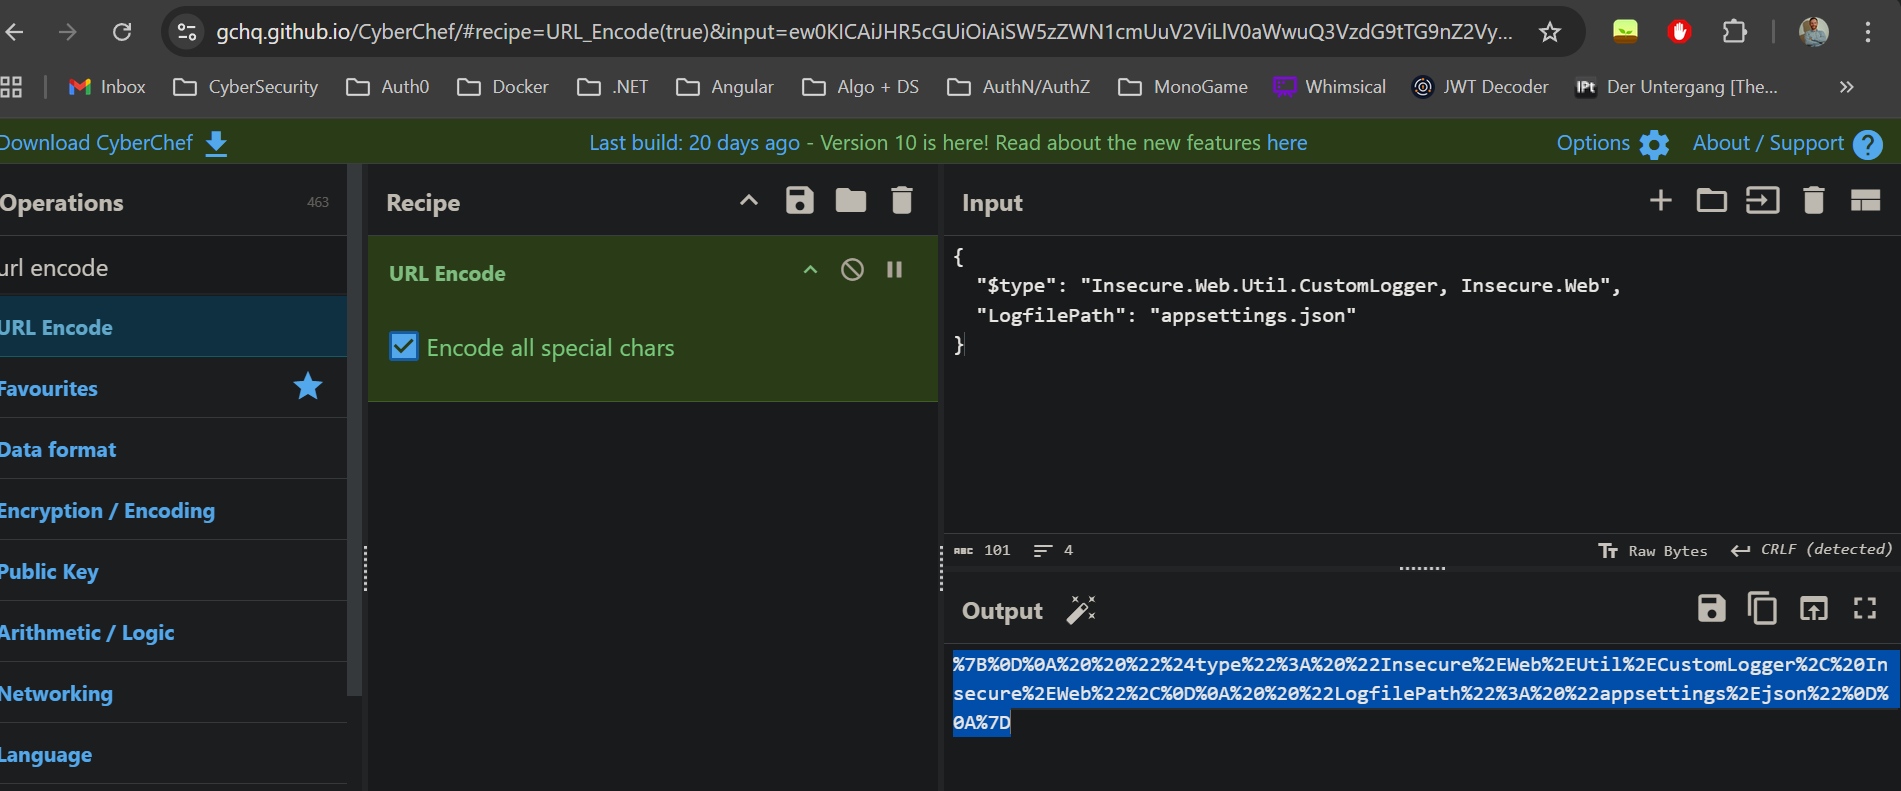 gchq.github.io/CyberChef/#recipe=URL_Encode(true)&input=ew0KICAiJHR5cGUiOiAiSW5zZWN1cmUuV2ViLlV0aWwuQ3VzdG9tTG9nZ2Vy...
Inbox CyberSecurity Auth0 Docker .NET Angular Algo + DS AuthN/AuthZ MonoGame Whimsical JWT Decoder IPt Der Untergang [The... »
Download CyberChef Last build: 20 days ago - Version 10 is here! Read about the new features here Options About / Support ?
Operations 463
url encode
URL Encode
Favourites
Data format
Encryption / Encoding
Public Key
Arithmetic / Logic
Networking
Language
Recipe
URL Encode
Encode all special chars
Input
{
  "$type": "Insecure.Web.Util.CustomLogger, Insecure.Web",
  "LogfilePath": "appsettings.json"
}
ABC 101 4 Raw Bytes CRLF (detected)
Output
%7B%0D%0A%20%20%22%24type%22%3A%20%22Insecure%2EWeb%2EUtil%2ECustomLogger%2C%20In
secure%2EWeb%22%2C%0D%0A%20%20%22LogfilePath%22%3A%20%22appsettings%2Ejson%22%0D%
0A%7D